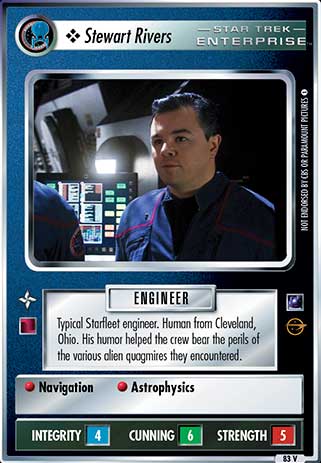 ❖ Stewart Rivers
STAR TREK
ENTERPRISE™
NOT ENDORSED BY CBS OR PARAMOUNT PICTURES
ENGINEER
Typical Starfleet engineer. Human from Cleveland,
Ohio. His humor helped the crew bear the perils of
the various alien quagmires they encountered.
Navigation Astrophysics
INTEGRITY 4 CUNNING 6 STRENGTH 5
83 V